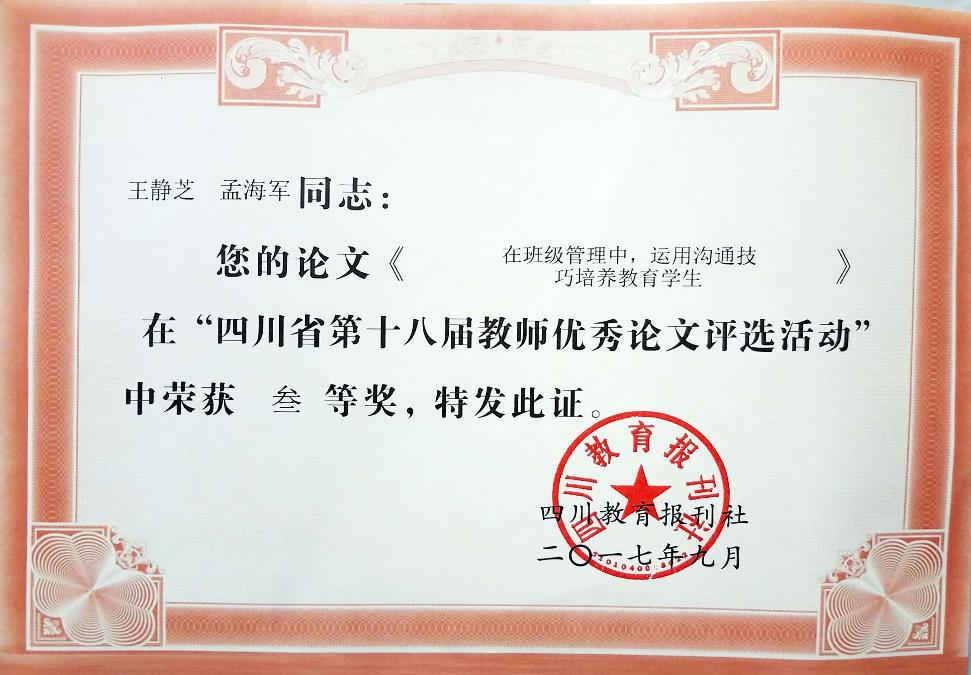 王静芝 孟海军同志：
您的论文《在班级管理中，运用沟通技
巧培养教育学生》
在“四川省第十八届教师优秀论文评选活动”
中荣获 叁 等奖，特发此证。
四川教育报刊社
四川教育报刊社
二〇一七年九月